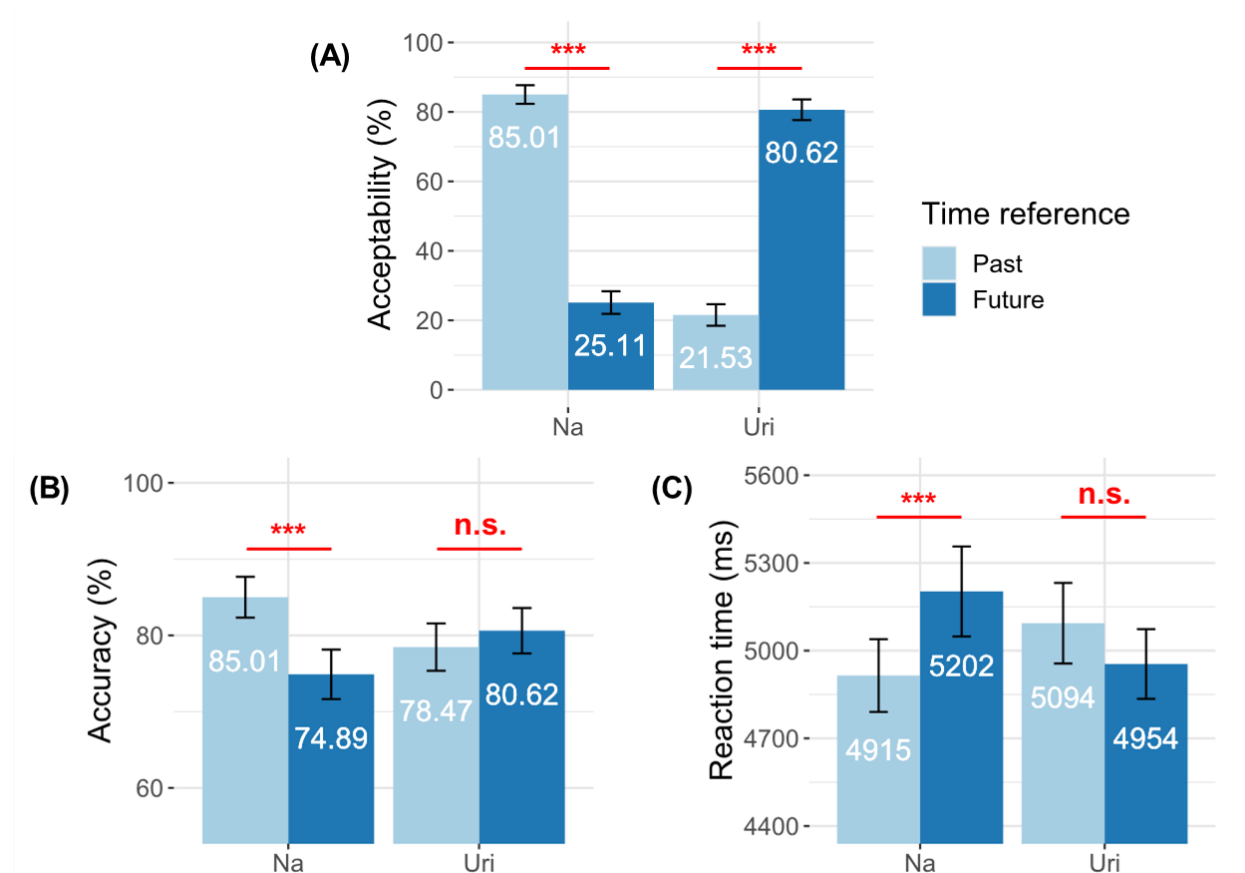 (A)
Acceptability (%)
100
80
60
40
20
0
***
***
85.01
25.11
21.53
80.62
Na
Uri
Time reference
Past
Future
(B)
Accuracy (%)
100
80
60
***
n.s.
85.01
74.89
78.47
80.62
Na
Uri
(C)
Reaction time (ms)
5600
5300
5000
4700
4400
***
n.s.
4915
5202
5094
4954
Na
Uri